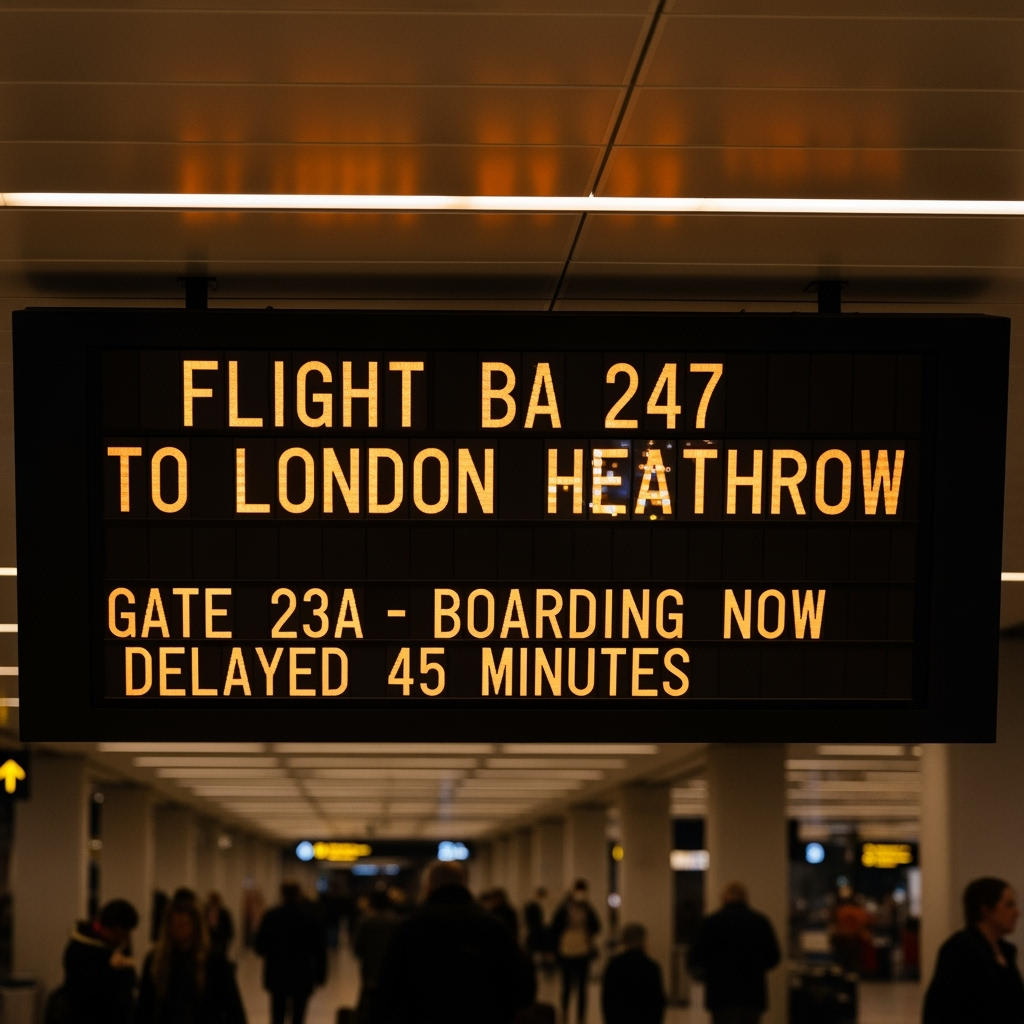 FLIGHT BA 247
TO LONDON HEATHROW
GATE 23A - BOARDING NOW
DELAYED 45 MINUTES